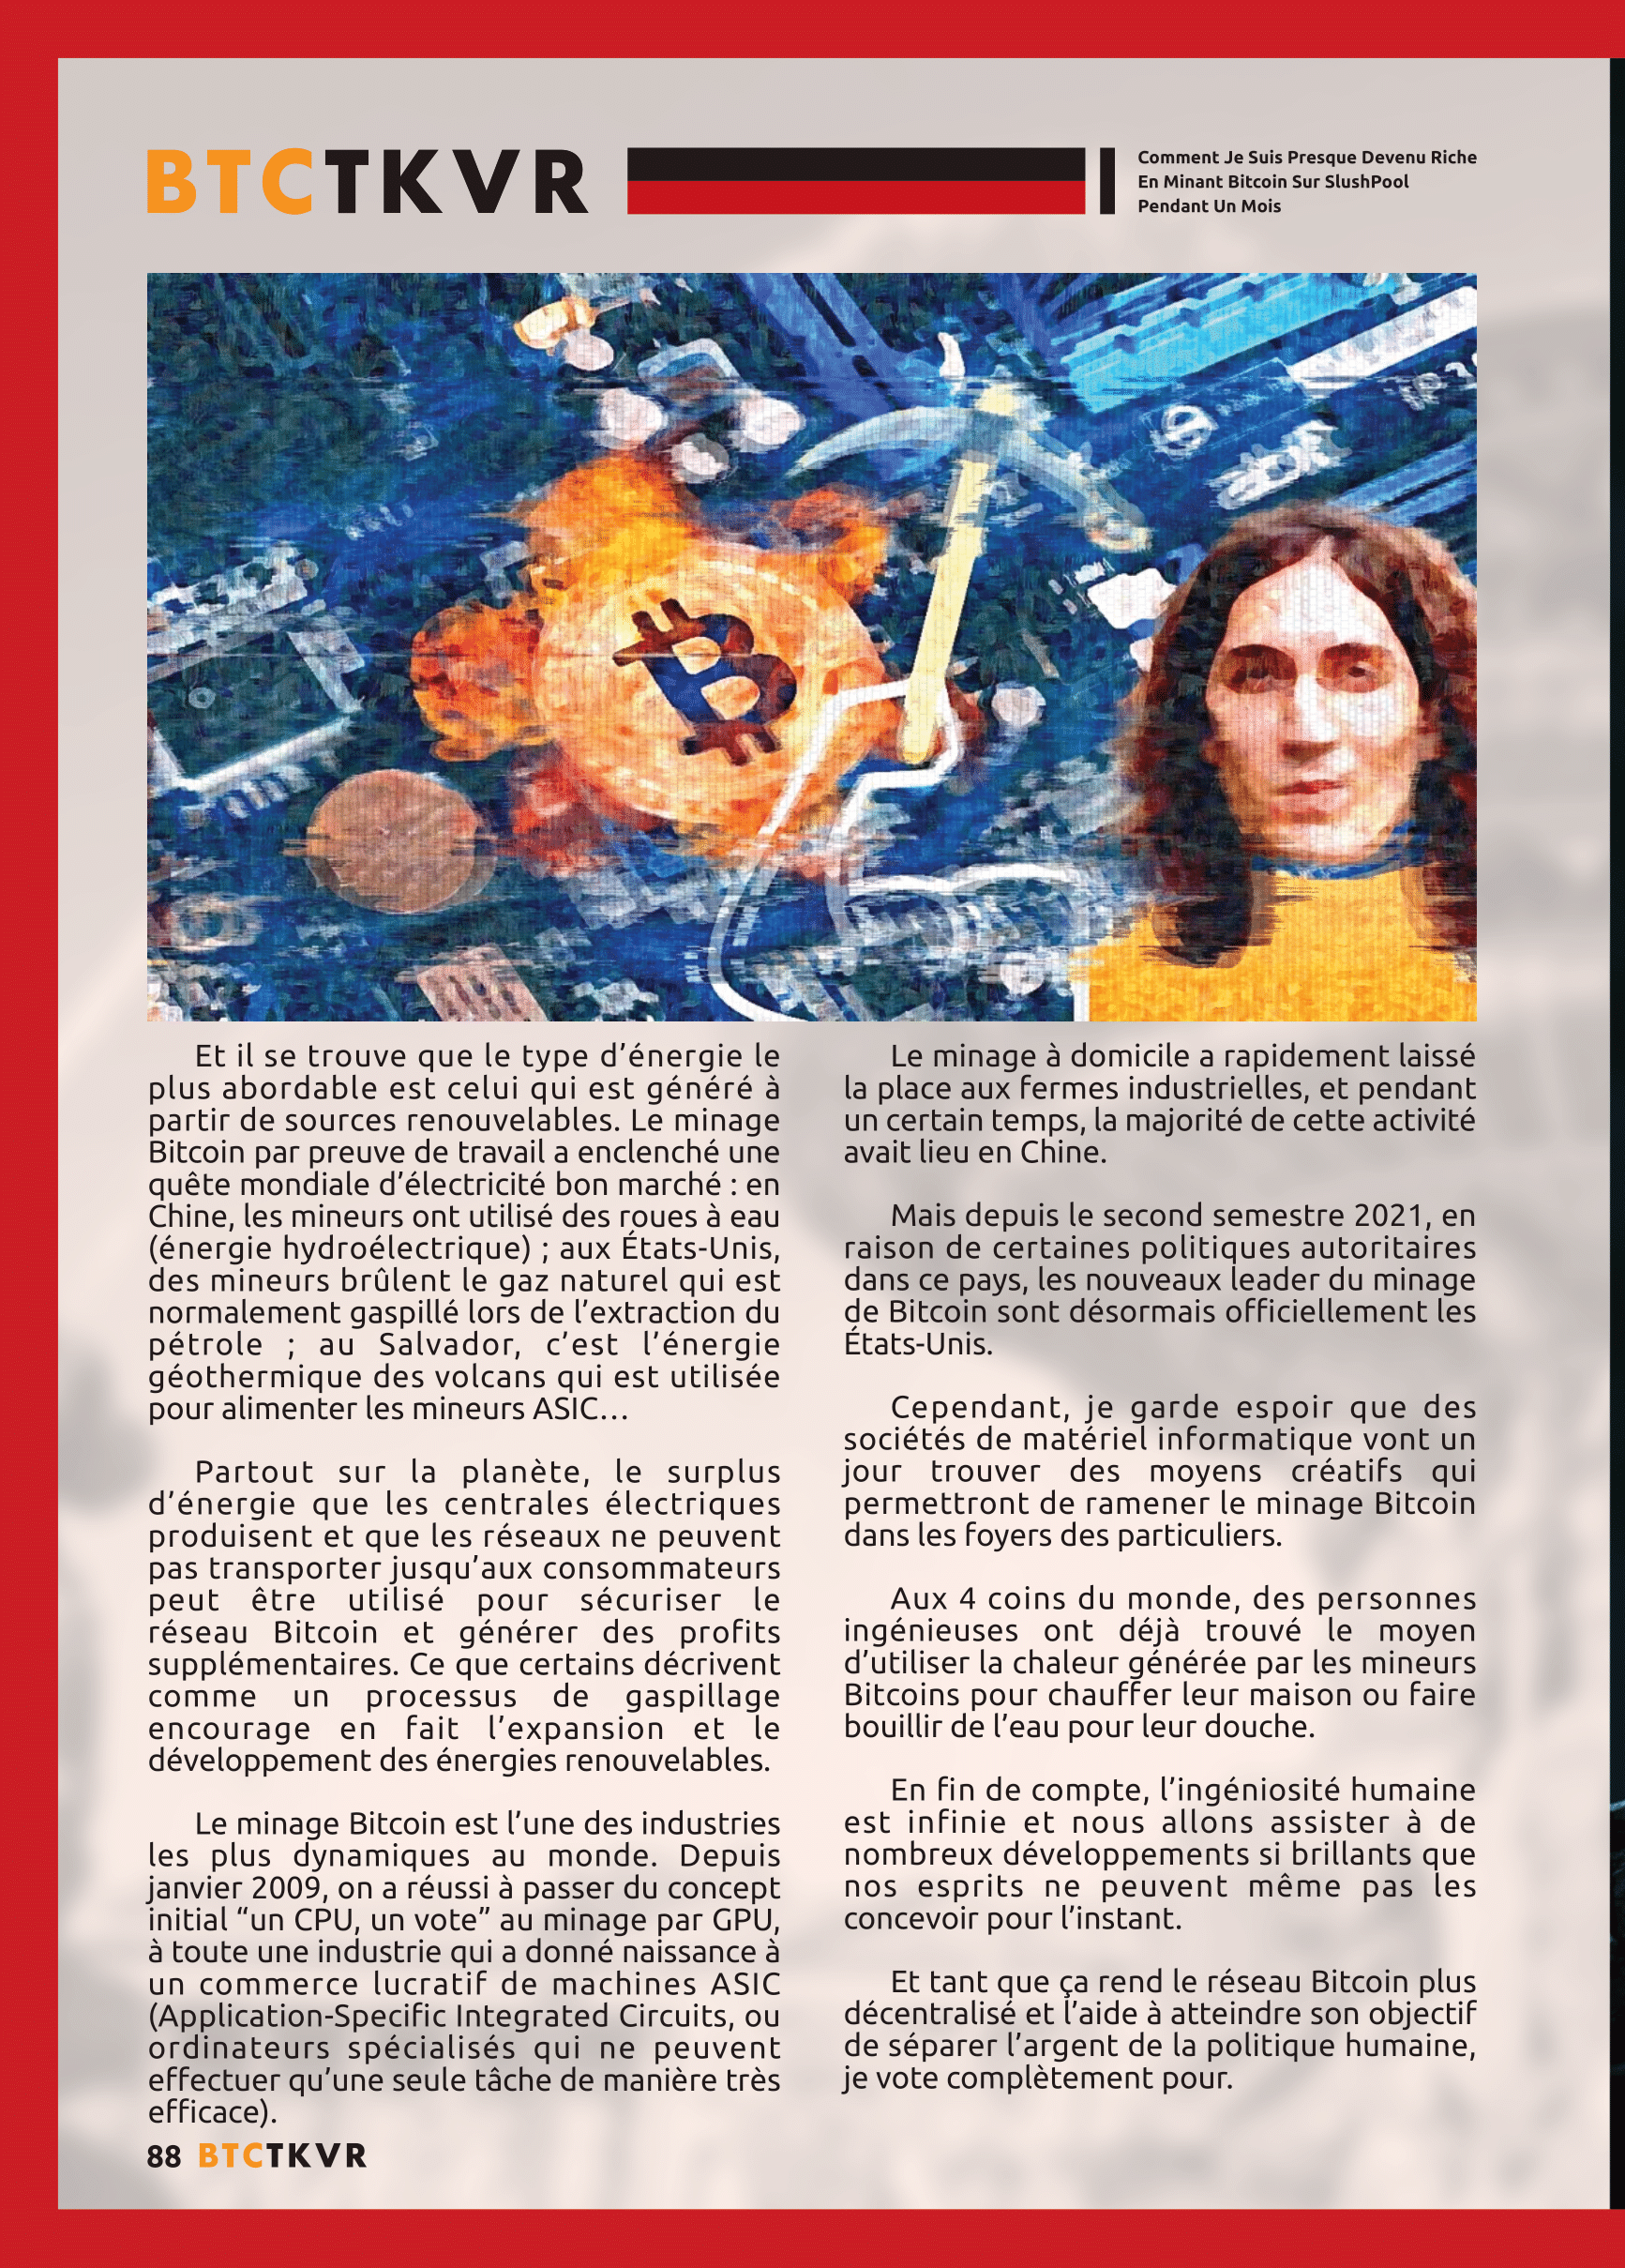 BTCTKVR
Comment Je Suis Presque Devenu Riche
En Minant Bitcoin Sur SlushPool
Pendant Un Mois
Et il se trouve que le type d’énergie le
plus abordable est celui qui est généré à
partir de sources renouvelables. Le minage
Bitcoin par preuve de travail a enclenché une
quête mondiale d’électricité bon marché : en
Chine, les mineurs ont utilisé des roues à eau
(énergie hydroélectrique) ; aux États-Unis,
des mineurs brûlent le gaz naturel qui est
normalement gaspillé lors de l’extraction du
pétrole ; au Salvador, c’est l’énergie
géothermique des volcans qui est utilisée
pour alimenter les mineurs ASIC…
Partout sur la planète, le surplus
d’énergie que les centrales électriques
produisent et que les réseaux ne peuvent
pas transporter jusqu’aux consommateurs
peut être utilisé pour sécuriser le
réseau Bitcoin et générer des profits
supplémentaires. Ce que certains décrivent
comme un processus de gaspillage
encourage en fait l’expansion et le
développement des énergies renouvelables.
Le minage Bitcoin est l’une des industries
les plus dynamiques au monde. Depuis
janvier 2009, on a réussi à passer du concept
initial “un CPU, un vote” au minage par GPU,
à toute une industrie qui a donné naissance à
un commerce lucratif de machines ASIC
(Application-Specific Integrated Circuits, ou
ordinateurs spécialisés qui ne peuvent
effectuer qu’une seule tâche de manière très
efficace).
Le minage à domicile a rapidement laissé
la place aux fermes industrielles, et pendant
un certain temps, la majorité de cette activité
avait lieu en Chine.
Mais depuis le second semestre 2021, en
raison de certaines politiques autoritaires
dans ce pays, les nouveaux leader du minage
de Bitcoin sont désormais officiellement les
États-Unis.
Cependant, je garde espoir que des
sociétés de matériel informatique vont un
jour trouver des moyens créatifs qui
permettront de ramener le minage Bitcoin
dans les foyers des particuliers.
Aux 4 coins du monde, des personnes
ingénieuses ont déjà trouvé le moyen
d’utiliser la chaleur générée par les mineurs
Bitcoins pour chauffer leur maison ou faire
bouillir de l’eau pour leur douche.
En fin de compte, l’ingéniosité humaine
est infinie et nous allons assister à de
nombreux développements si brillants que
nos esprits ne peuvent même pas les
concevoir pour l’instant.
Et tant que ça rend le réseau Bitcoin plus
décentralisé et l’aide à atteindre son objectif
de séparer l’argent de la politique humaine,
je vote complètement pour.
88 BTCTKVR